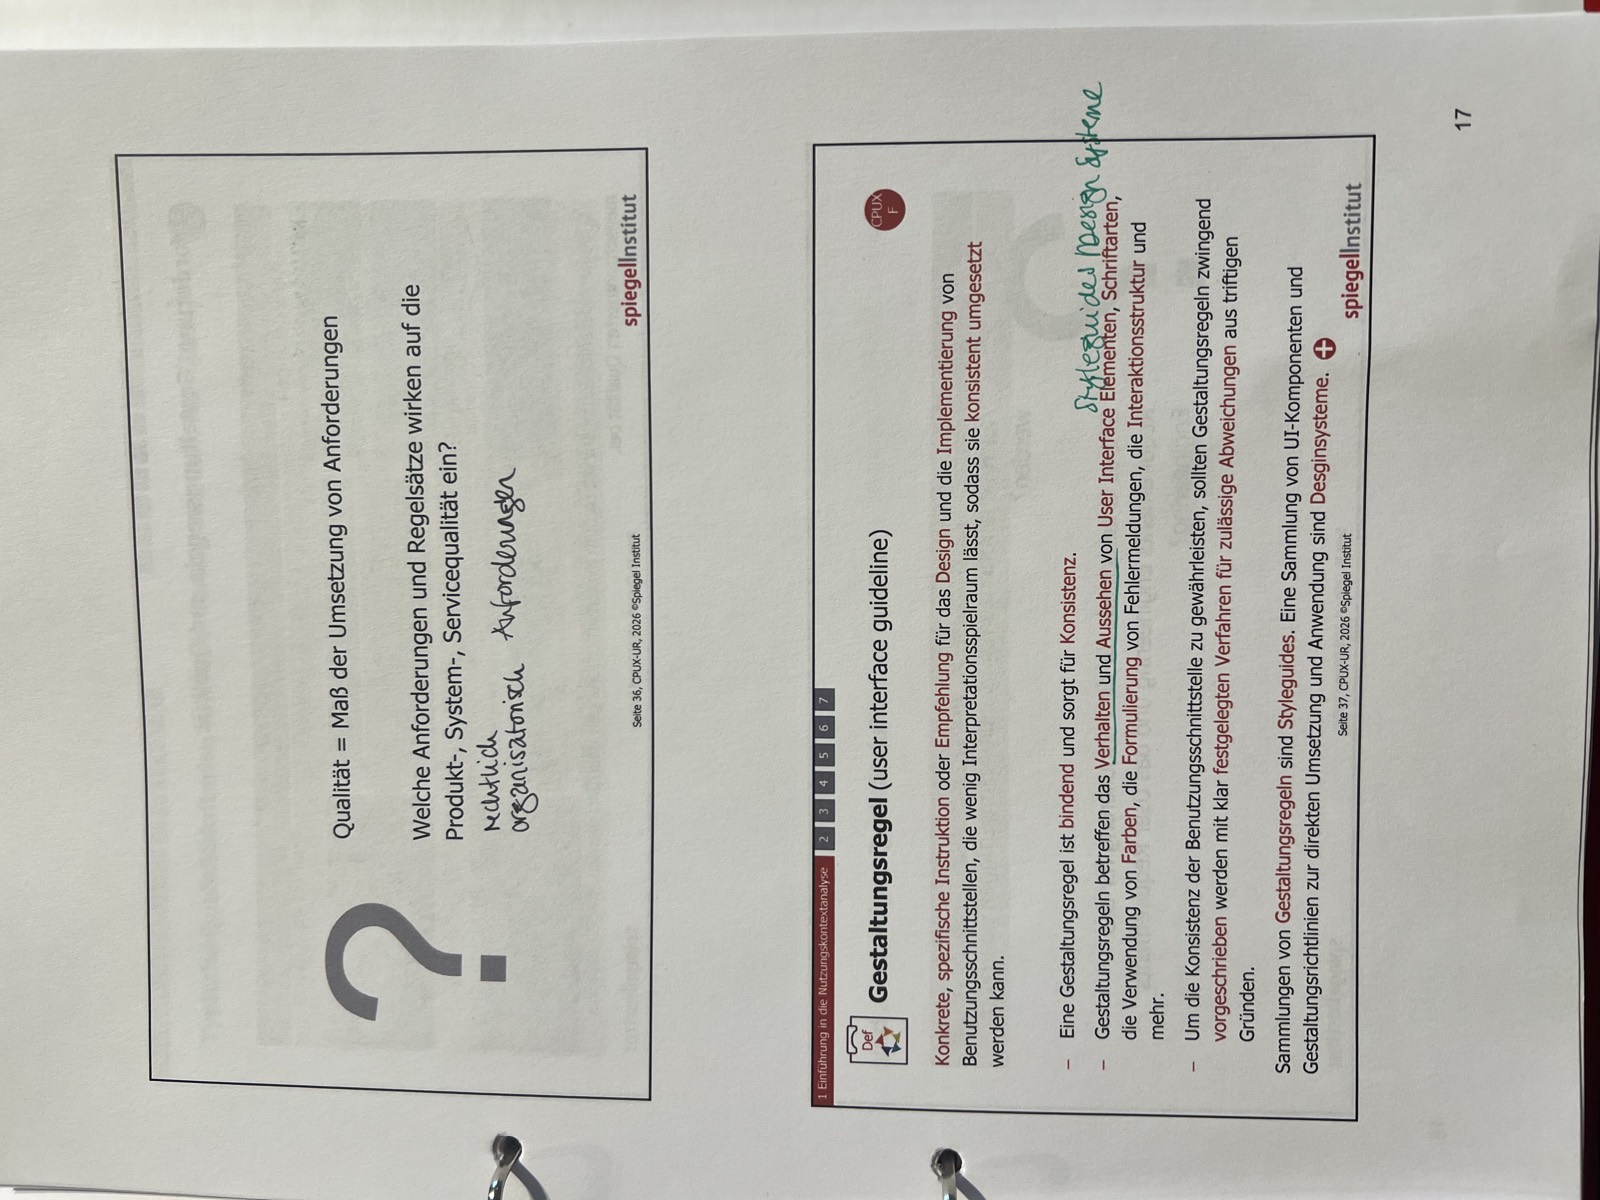 ?
Qualität = Maß der Umsetzung von Anforderungen
Welche Anforderungen und Regelsätze wirken auf die
Produkt-, System-, Servicequalität ein?
rechtlich
organisatorisch Anforderungen
Seite 36, CPUX-UR, 2026 ©Spiegel Institut
spiegelInstitut
1 Einführung in die Nutzungskontextanalyse 2 3 4 5 6 7
Def
Gestaltungsregel (user interface guideline)
CPUX
F
Konkrete, spezifische Instruktion oder Empfehlung für das Design und die Implementierung von
Benutzungsschnittstellen, die wenig Interpretationsspielraum lässt, sodass sie konsistent umgesetzt
werden kann.
– Eine Gestaltungsregel ist bindend und sorgt für Konsistenz.
Styleguides Design Systeme
– Gestaltungsregeln betreffen das Verhalten und Aussehen von User Interface Elementen, Schriftarten,
die Verwendung von Farben, die Formulierung von Fehlermeldungen, die Interaktionsstruktur und
mehr.
– Um die Konsistenz der Benutzungsschnittstelle zu gewährleisten, sollten Gestaltungsregeln zwingend
vorgeschrieben werden mit klar festgelegten Verfahren für zulässige Abweichungen aus triftigen
Gründen.
Sammlungen von Gestaltungsregeln sind Styleguides. Eine Sammlung von UI-Komponenten und
Gestaltungsrichtlinien zur direkten Umsetzung und Anwendung sind Desginsysteme.
Seite 37, CPUX-UR, 2026 ©Spiegel Institut
spiegelInstitut
17